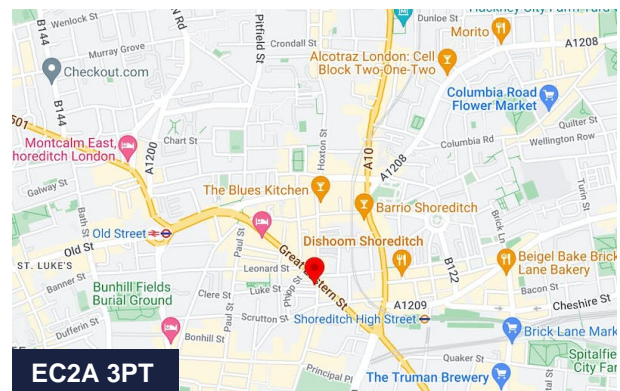 Wenlock St
B144
Murray Grove
Checkout.com
B144
Pitfield St
Crondall St
Dunloe St
Morito
A1208
Alcotraz London: Cell
Block Two-One-Two
Columbia Road
Flower Market
Quilter St
Wellington Row
Columbia Rd
Montcalm East,
horeditch London
Chart St
A1200
Hoxton St
A10
A1208
Galway St
Bath St
The Blues Kitchen
Barrio Shoreditch
Turin St
Old Street
Old St
Paul St
Dishoom Shoreditch
Brick Ln
ST. LUKE'S
Great Eastern St
B122
Beigel Bake Brick
Lane Bakery
Leonard St
Bunhill Fields
Burial Ground
Banner St
Luke St
Phipp St
Clere St
Paul St
Bacon St
A1209
Cheshire St
Dufferin St
Scrutton St
Shoreditch High Street
Bonhill St
Brick Lane Mark
Quaker St
Spitalfie
City Far
Principal Pl
The Truman Brewery
EC2A 3PT